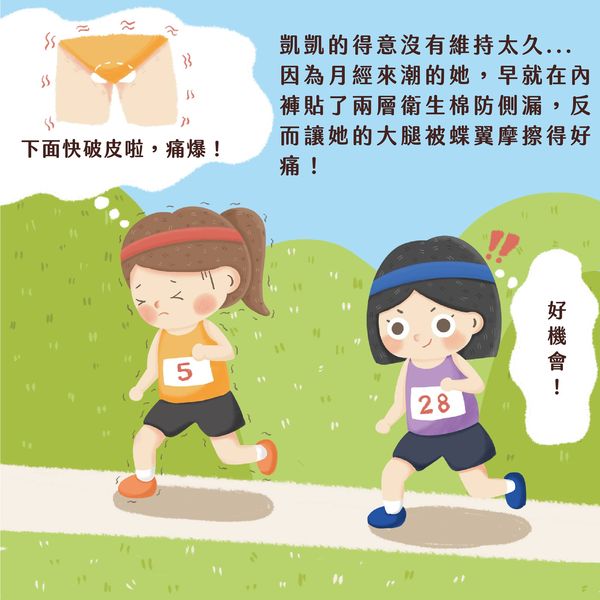 凱凱的得意沒有維持太久...
因為月經來潮的她，早就在內
褲貼了兩層衛生棉防側漏，反
而讓她的大腿被蝶翼摩擦得好
痛！
下面快破皮啦，痛爆！
!!
好機會！
5
28